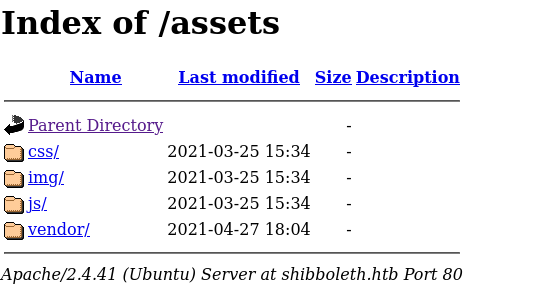 Index of /assets
Name Last modified Size Description
Parent Directory -
css/ 2021-03-25 15:34 -
img/ 2021-03-25 15:34 -
js/ 2021-03-25 15:34 -
vendor/ 2021-04-27 18:04 -
Apache/2.4.41 (Ubuntu) Server at shibboleth.htb Port 80